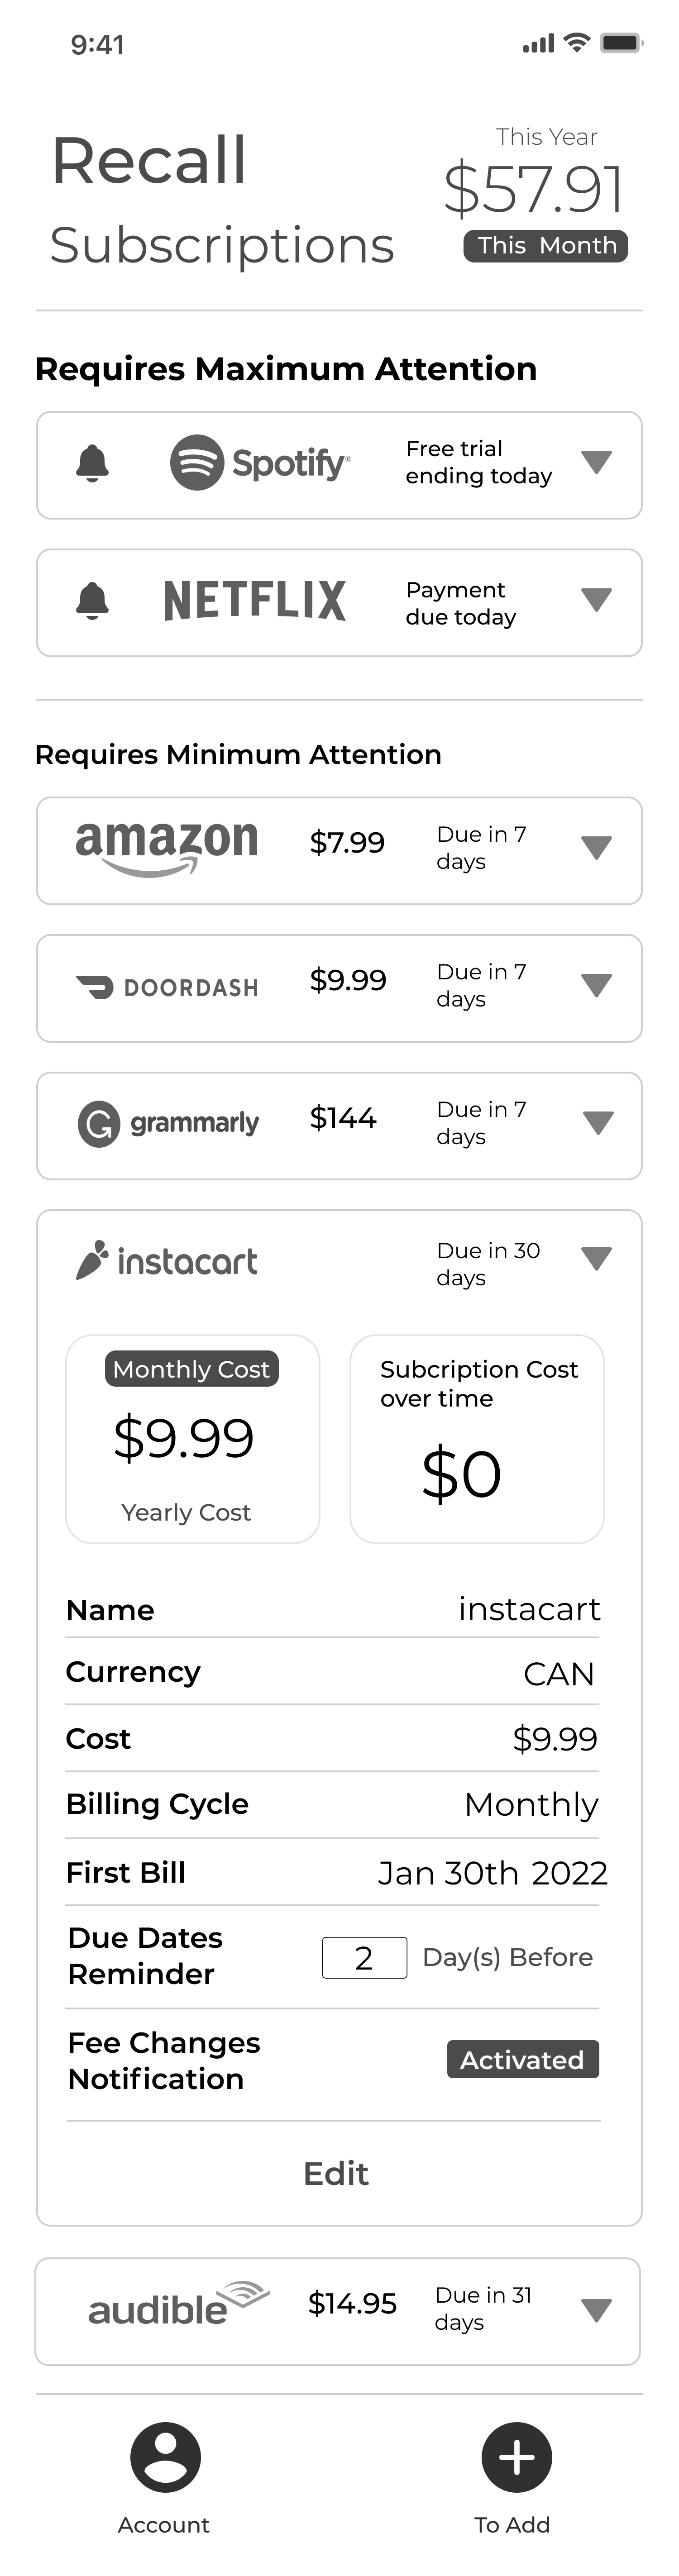 9:41
Recall
Subscriptions
This Year
$57.91
This Month
Requires Maximum Attention
Spotify®
Free trial
ending today
NETFLIX
Payment
due today
Requires Minimum Attention
amazon
$7.99
Due in 7
days
DOORDASH
$9.99
Due in 7
days
G grammarly
$144
Due in 7
days
instacart
Due in 30
days
Monthly Cost
$9.99
Yearly Cost
Subcription Cost
over time
$0
Name instacart
Currency CAN
Cost $9.99
Billing Cycle Monthly
First Bill Jan 30th 2022
Due Dates
Reminder
2 Day(s) Before
Fee Changes
Notification
Activated
Edit
audible
$14.95
Due in 31
days
Account
To Add